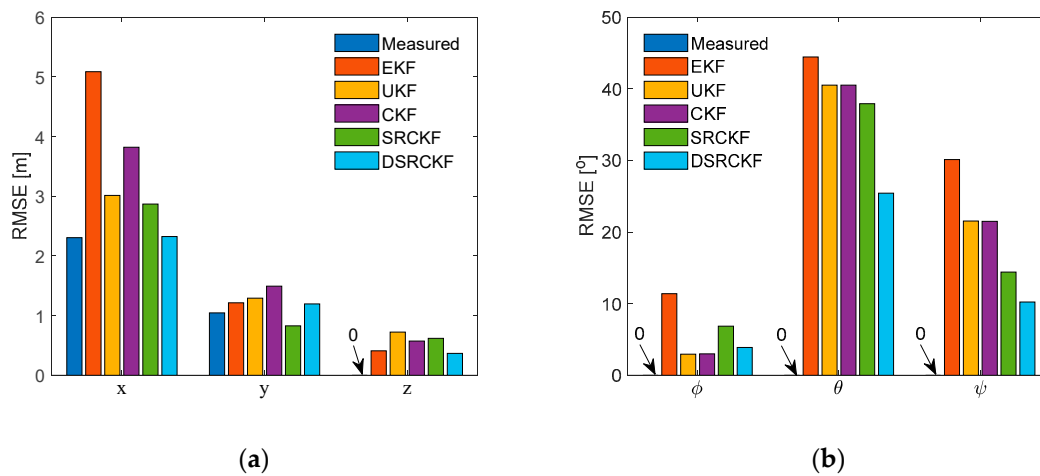 6
5
4
3
2
1
0
RMSE [m]
Measured
EKF
UKF
CKF
SRCKF
DSRCKF
0
x
y
z
(a)
50
40
30
20
10
0
RMSE [o]
Measured
EKF
UKF
CKF
SRCKF
DSRCKF
0
0
0
ϕ
θ
ψ
(b)